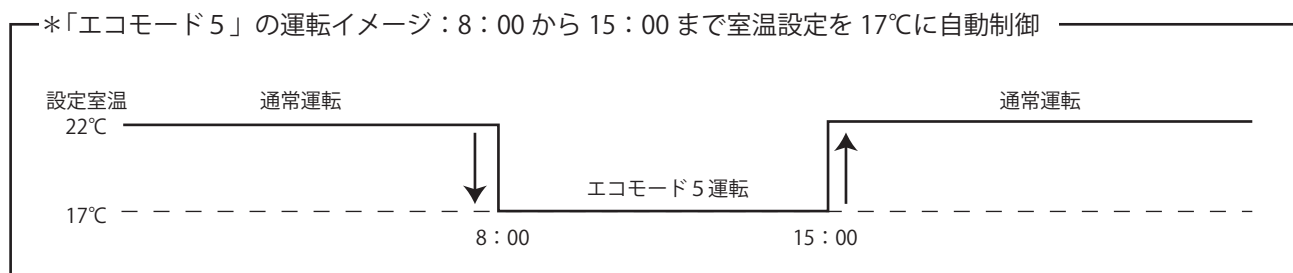 ＊「エコモード５」の運転イメージ：8：00 から 15：00 まで室温設定を 17℃に自動制御
設定室温
通常運転
通常運転
22℃
エコモード５運転
17℃
8：00
15：00